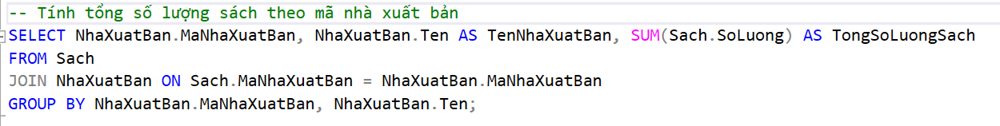 -- Tính tổng số lượng sách theo mã nhà xuất bản
SELECT NhaXuatBan.MaNhaXuatBan, NhaXuatBan.Ten AS TenNhaXuatBan, SUM(Sach.SoLuong) AS TongSoLuongSach
FROM Sach
JOIN NhaXuatBan ON Sach.MaNhaXuatBan = NhaXuatBan.MaNhaXuatBan
GROUP BY NhaXuatBan.MaNhaXuatBan, NhaXuatBan.Ten;